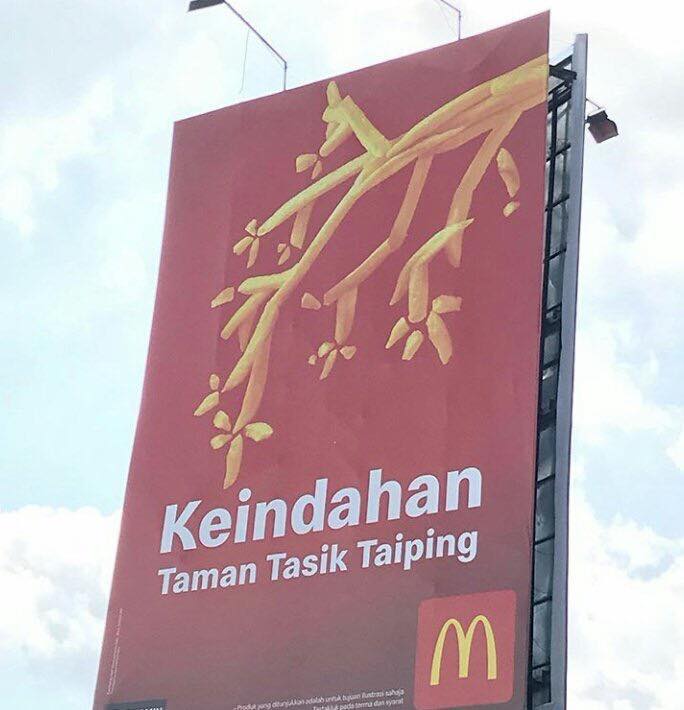 Keindahan
Taman Tasik Taiping
Produk yang ditunjukkan adalah untuk tujuan ilustrasi sahaja
Tertakluk pada terma dan syarat